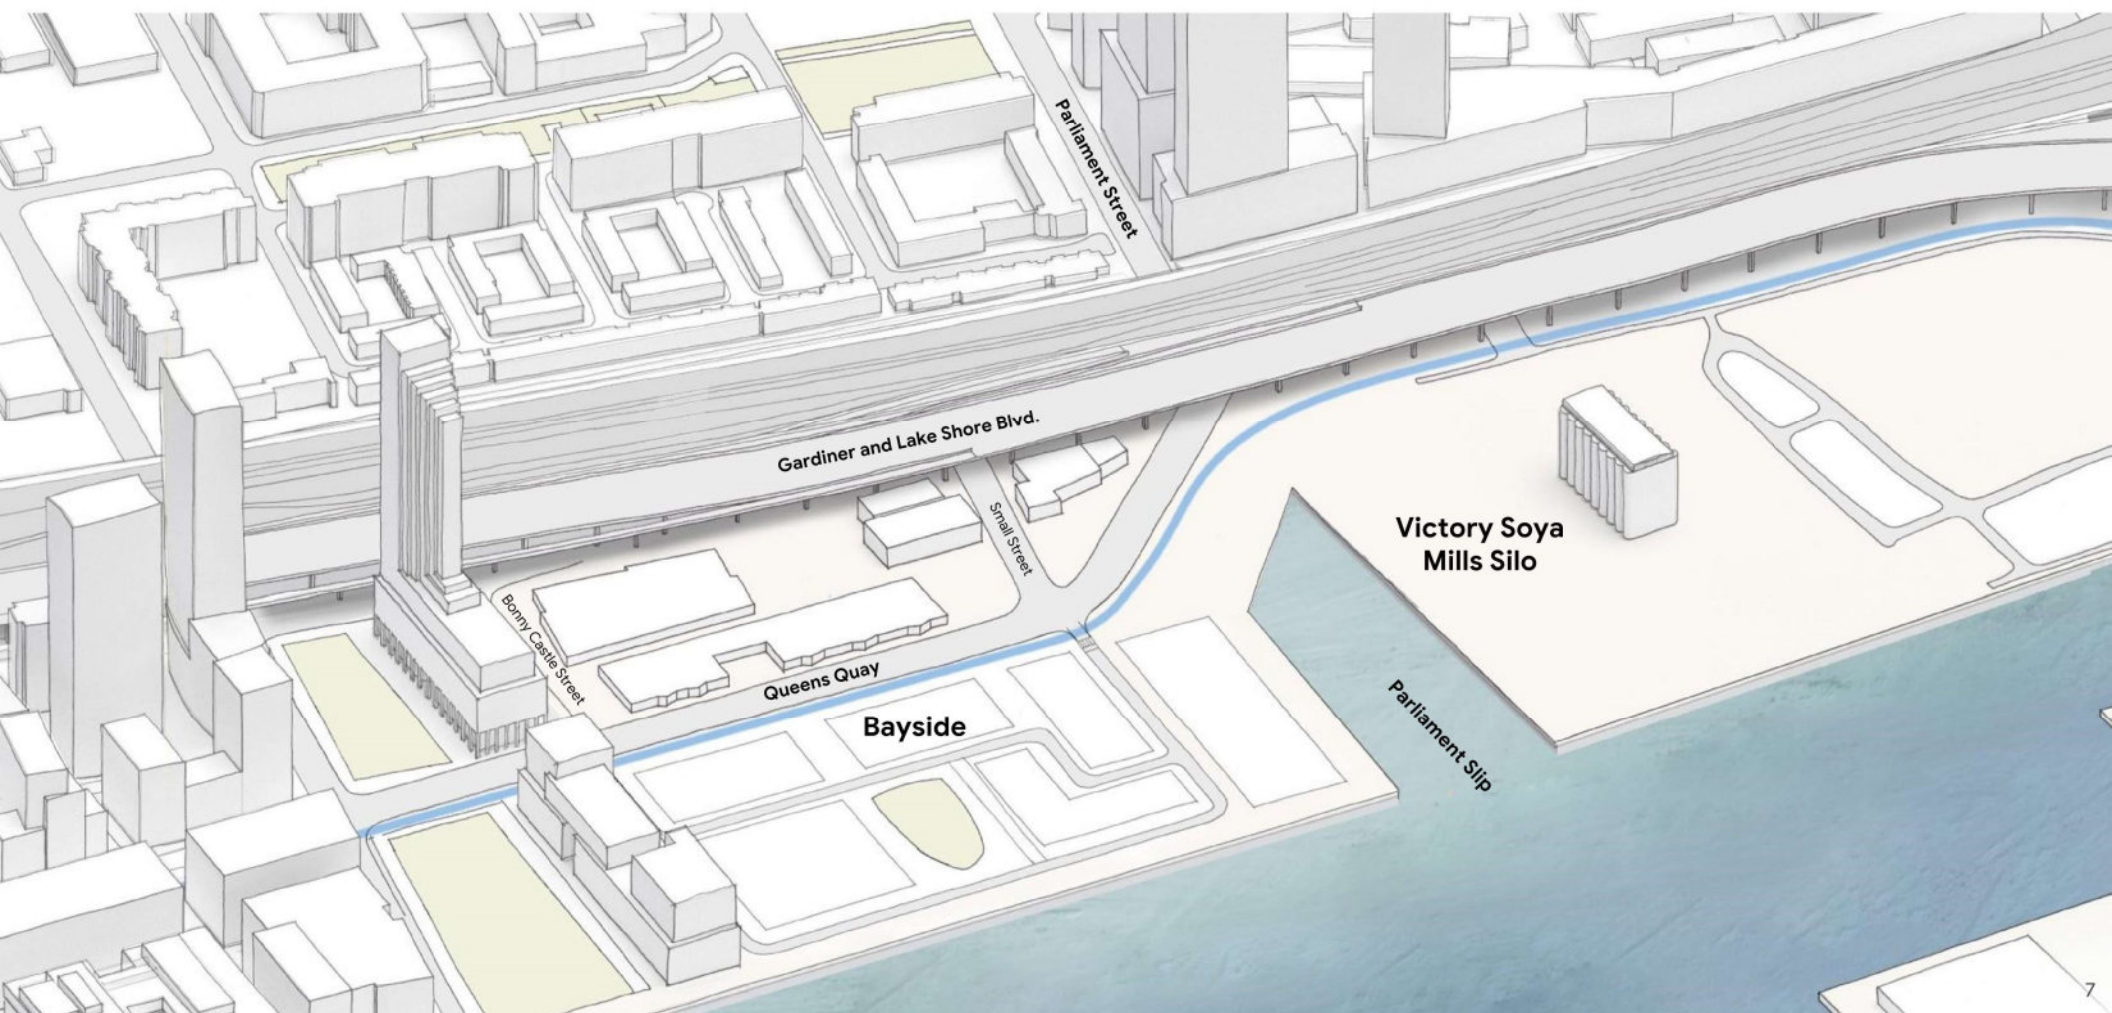 Parliament Street
Gardiner and Lake Shore Blvd.
Small Street
Victory Soya
Mills Silo
Bonny Castle Street
Queens Quay
Bayside
Parliament Slip
7